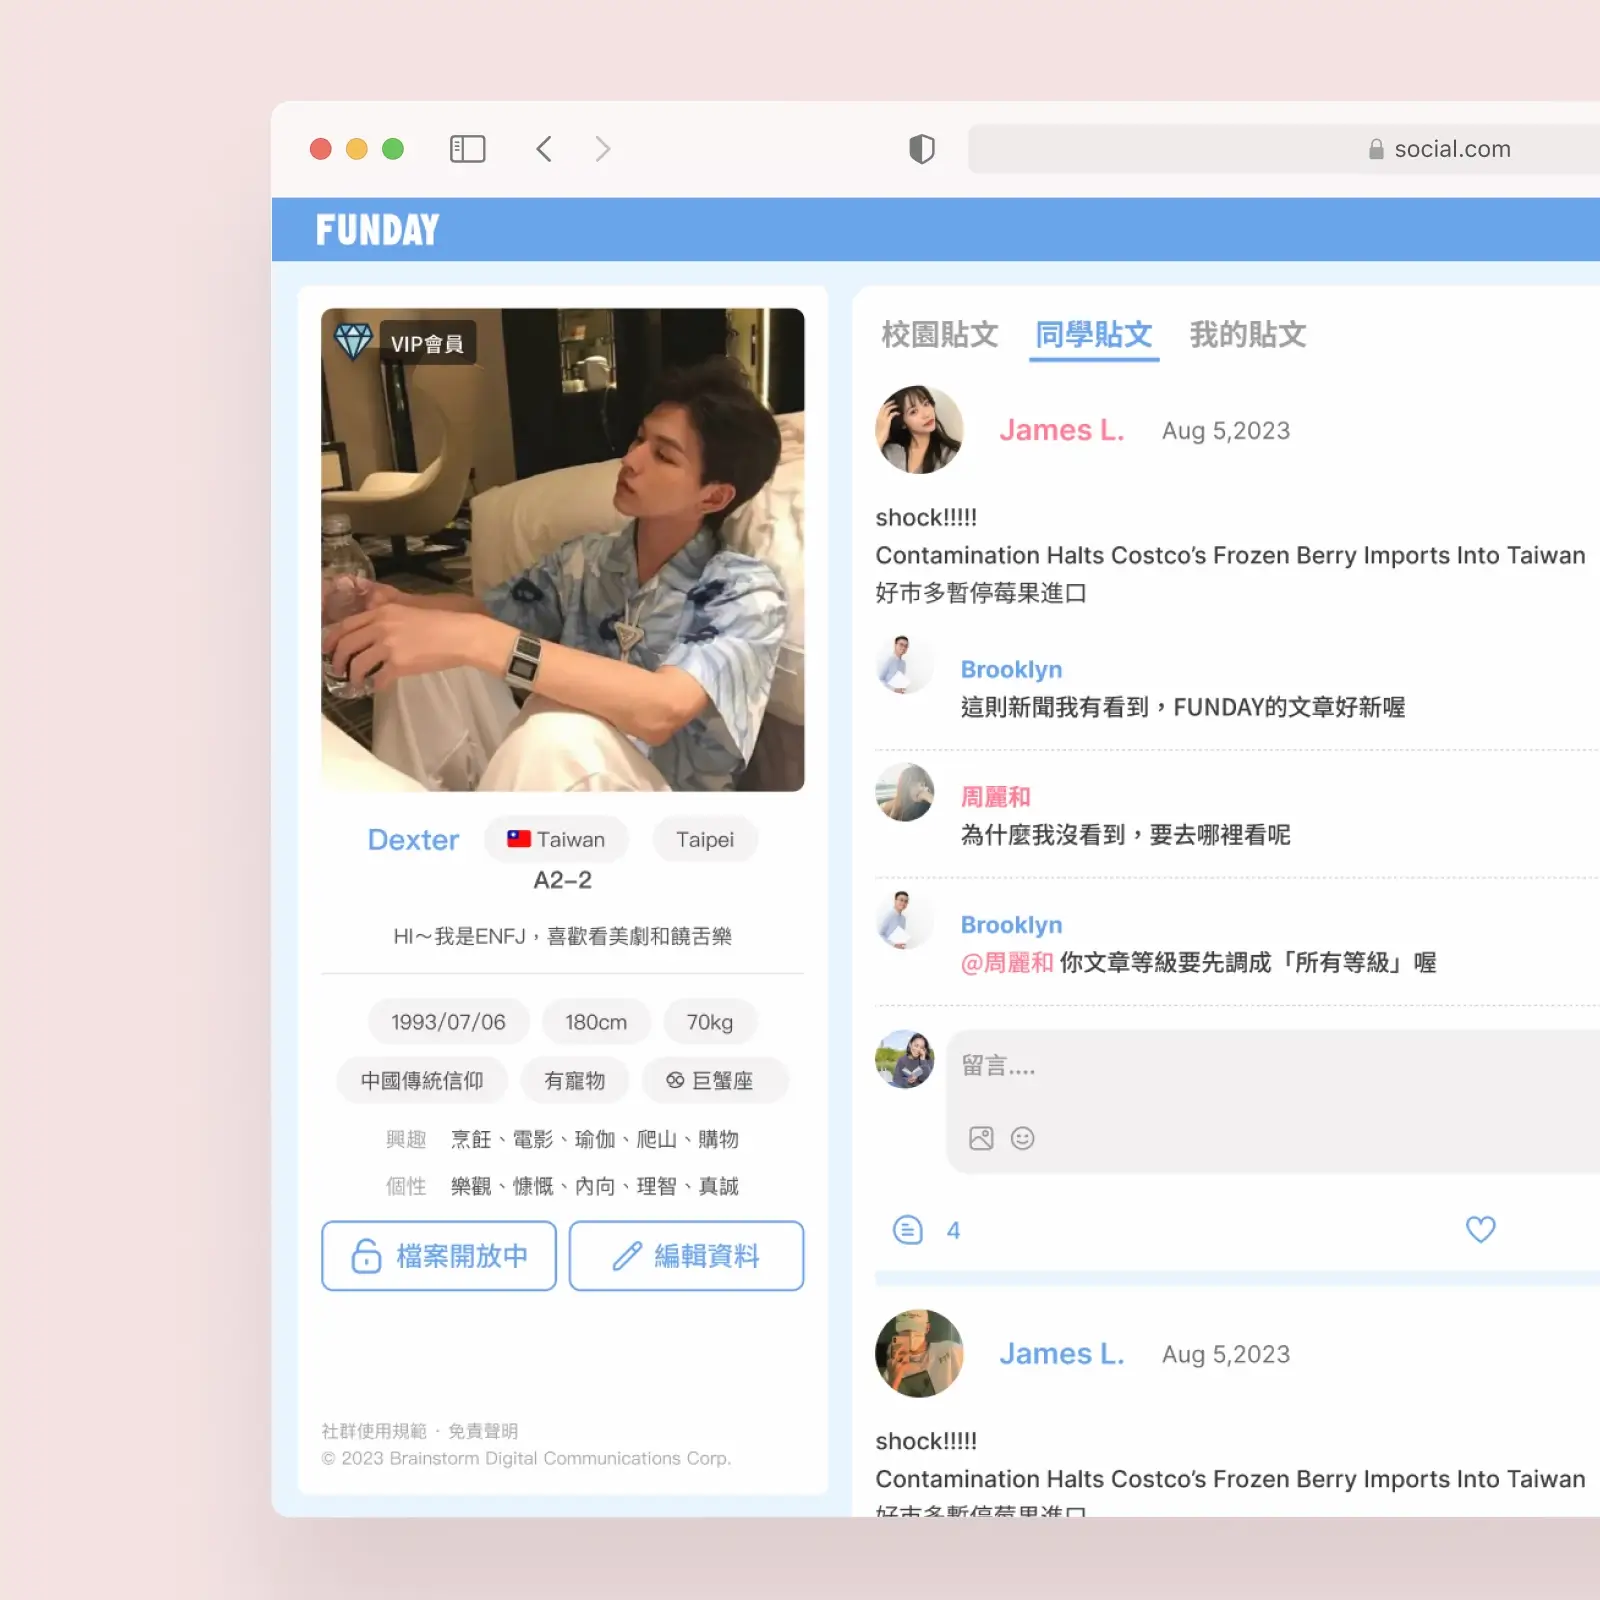 social.com
FUNDAY
VIP會員
Dexter
Taiwan
Taipei
A2-2
HI～我是ENFJ，喜歡看美劇和饒舌樂
1993/07/06
180cm
70kg
中國傳統信仰
有寵物
巨蟹座
興趣 烹飪、電影、瑜伽、爬山、購物
個性 樂觀、慷慨、內向、理智、真誠
檔案開放中
編輯資料
社群使用規範 · 免責聲明
© 2023 Brainstorm Digital Communications Corp.
校園貼文
同學貼文
我的貼文
James L. Aug 5,2023
shock!!!!!
Contamination Halts Costco’s Frozen Berry Imports Into Taiwan
好市多暫停莓果進口
Brooklyn
這則新聞我有看到，FUNDAY的文章好新喔
周麗和
為什麼我沒看到，要去哪裡看呢
Brooklyn
@周麗和 你文章等級要先調成「所有等級」喔
留言....
4
James L. Aug 5,2023
shock!!!!!
Contamination Halts Costco’s Frozen Berry Imports Into Taiwan
好市多暫停莓果進口